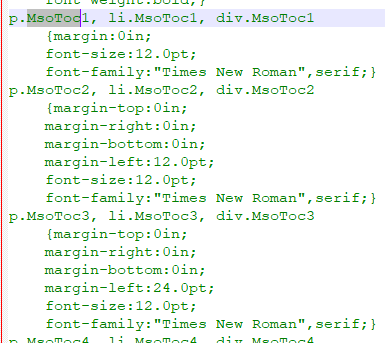 font-weight:bold;}
p.MsoToc1, li.MsoToc1, div.MsoToc1
{margin:0in;
font-size:12.0pt;
font-family:"Times New Roman",serif;}
p.MsoToc2, li.MsoToc2, div.MsoToc2
{margin-top:0in;
margin-right:0in;
margin-bottom:0in;
margin-left:12.0pt;
font-size:12.0pt;
font-family:"Times New Roman",serif;}
p.MsoToc3, li.MsoToc3, div.MsoToc3
{margin-top:0in;
margin-right:0in;
margin-bottom:0in;
margin-left:24.0pt;
font-size:12.0pt;
font-family:"Times New Roman",serif;}
p.MsoToc4, li.MsoToc4, div.MsoToc4